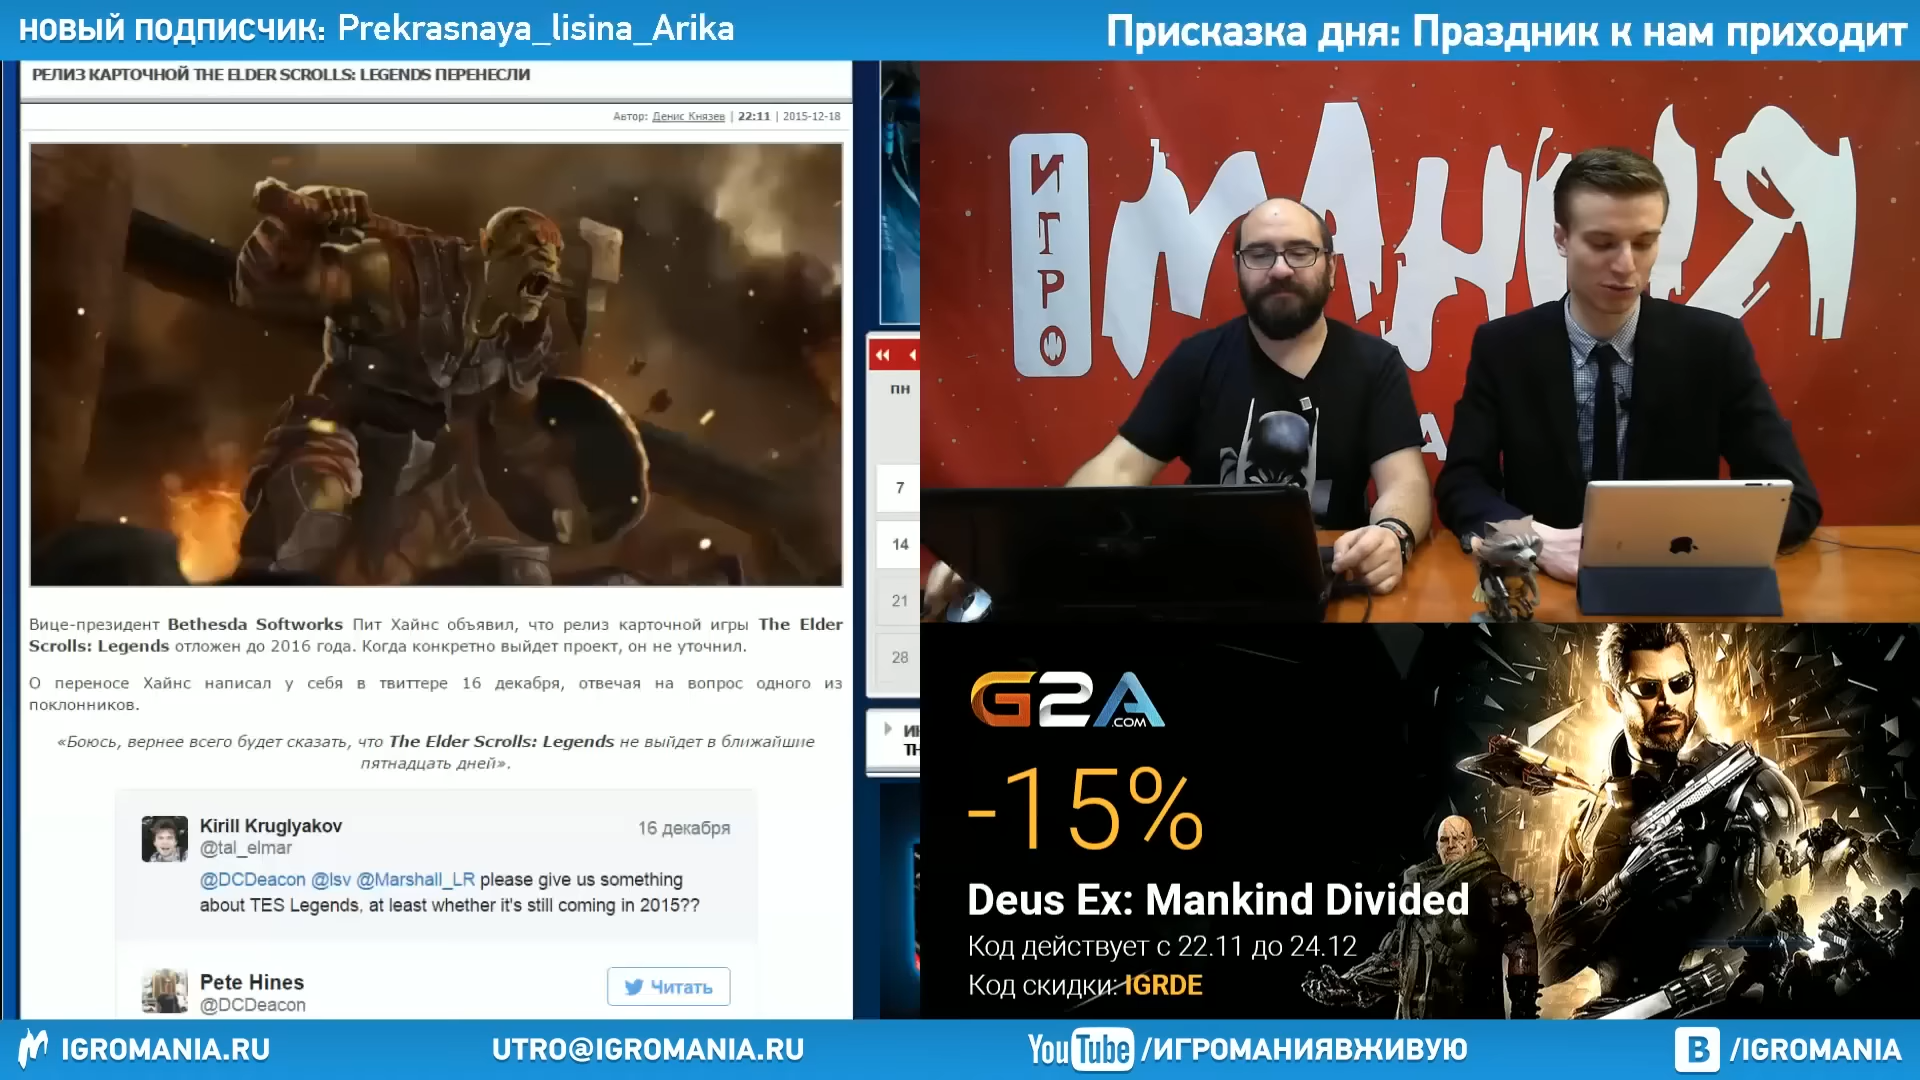 новый подписчик: Prekrasnaya_lisina_Arika
Присказка дня: Праздник к нам приходит
РЕЛИЗ КАРТОЧНОЙ THE ELDER SCROLLS: LEGENDS ПЕРЕНЕСЛИ
Автор: Денис Князев | 22:11 | 2015-12-18
Вице-президент Bethesda Softworks Пит Хайнс объявил, что релиз карточной игры The Elder
Scrolls: Legends отложен до 2016 года. Когда конкретно выйдет проект, он не уточнил.
О переносе Хайнс написал у себя в твиттере 16 декабря, отвечая на вопрос одного из
поклонников.
«Боюсь, вернее всего будет сказать, что The Elder Scrolls: Legends не выйдет в ближайшие
пятнадцать дней».
Kirill Kruglyakov
16 декабря
@tal_elmar
@DCDeacon @lsv @Marshall_LR please give us something
about TES Legends, at least whether it's still coming in 2015??
Pete Hines
@DCDeacon
Читать
ПН
7
14
21
28
ИГРОМАНИЯ
G2A
.COM
-15%
Deus Ex: Mankind Divided
Код действует с 22.11 до 24.12
Код скидки: IGRDE
IGROMANIA.RU
UTRO@IGROMANIA.RU
YouTube /ИГРОМАНИЯВЖИВУЮ
B /IGROMANIA